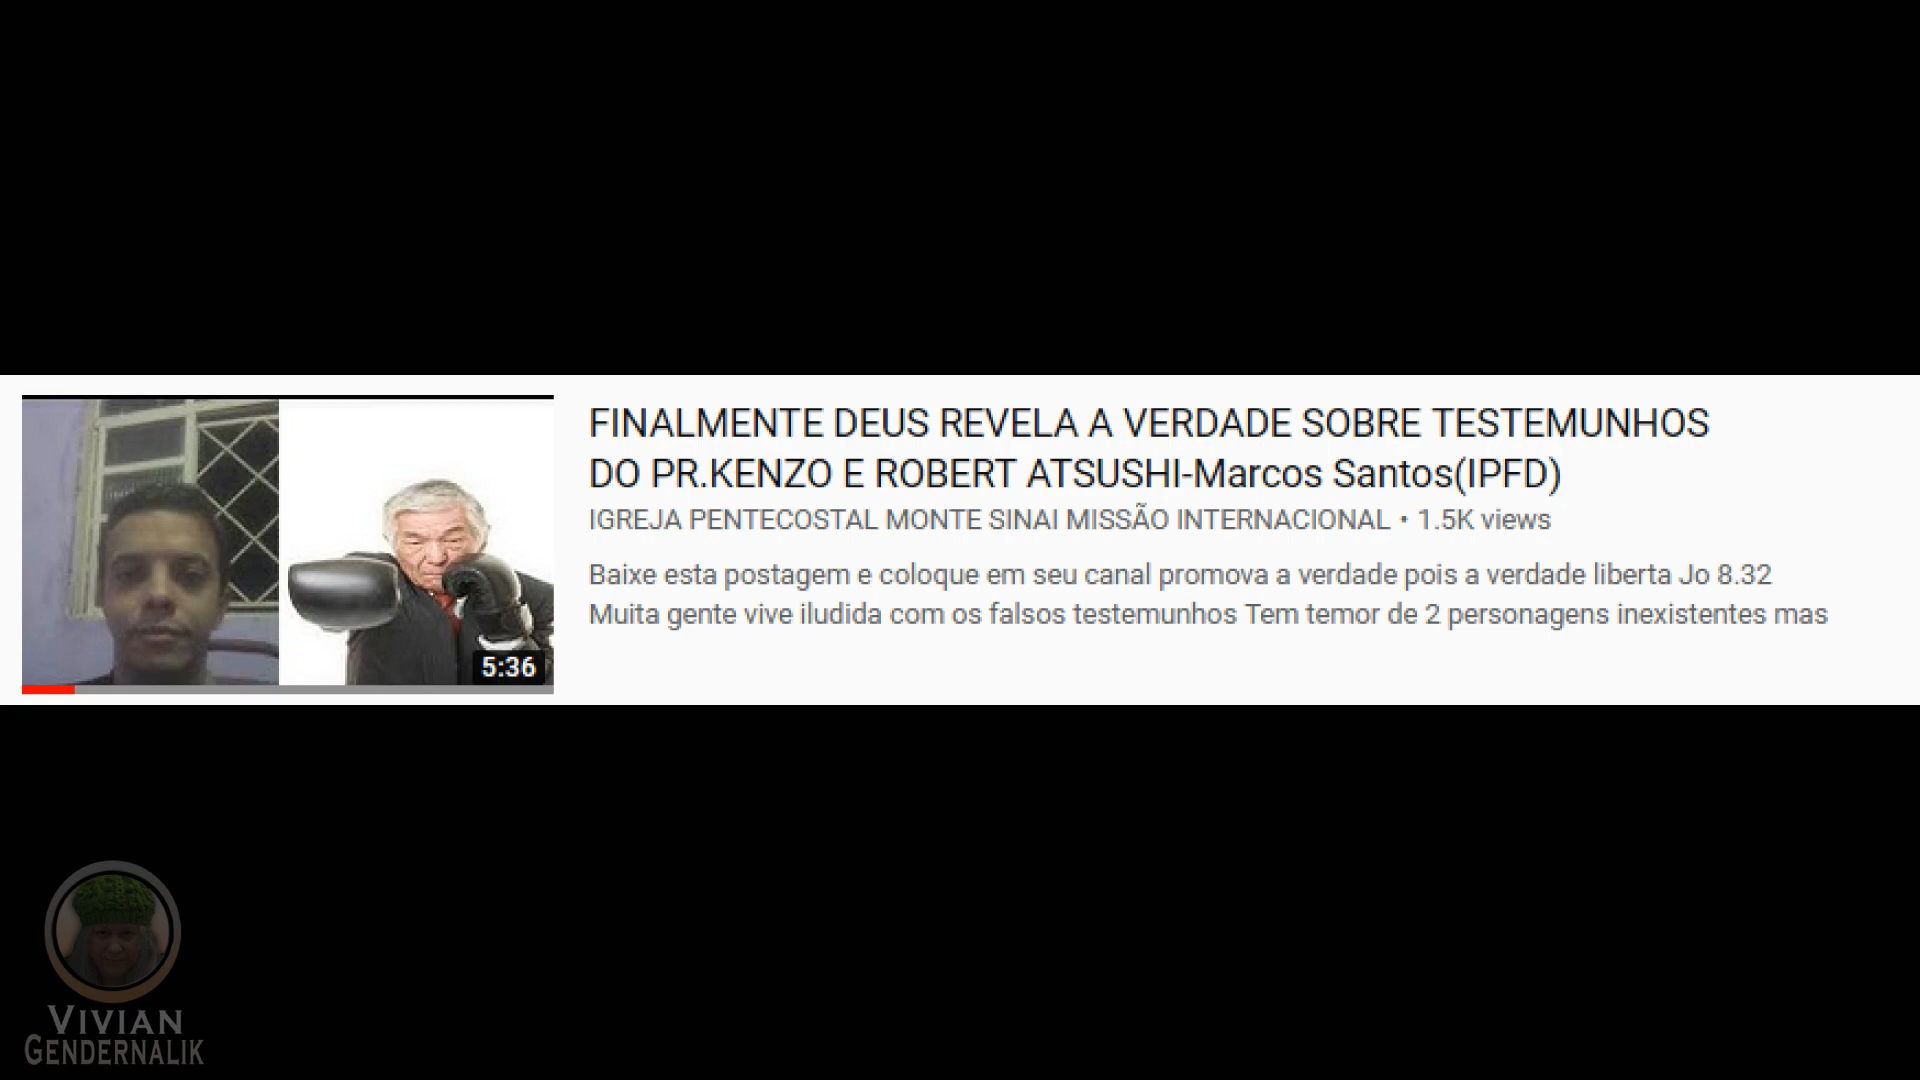 FINALMENTE DEUS REVELA A VERDADE SOBRE TESTEMUNHOS
DO PR.KENZO E ROBERT ATSUSHI-Marcos Santos(IPFD)
IGREJA PENTECOSTAL MONTE SINAI MISSÃO INTERNACIONAL • 1.5K views
Baixe esta postagem e coloque em seu canal promova a verdade pois a verdade liberta Jo 8.32
Muita gente vive iludida com os falsos testemunhos Tem temor de 2 personagens inexistentes mas
5:36
VIVIAN
GENDERNALIK